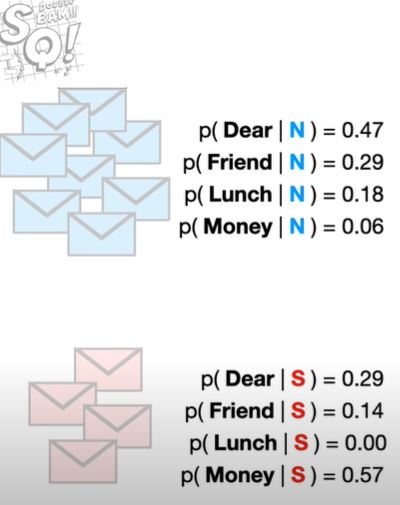 DOUBLE
BAM!!!
SQ!
p( Dear | N ) = 0.47
p( Friend | N ) = 0.29
p( Lunch | N ) = 0.18
p( Money | N ) = 0.06
p( Dear | S ) = 0.29
p( Friend | S ) = 0.14
p( Lunch | S ) = 0.00
p( Money | S ) = 0.57